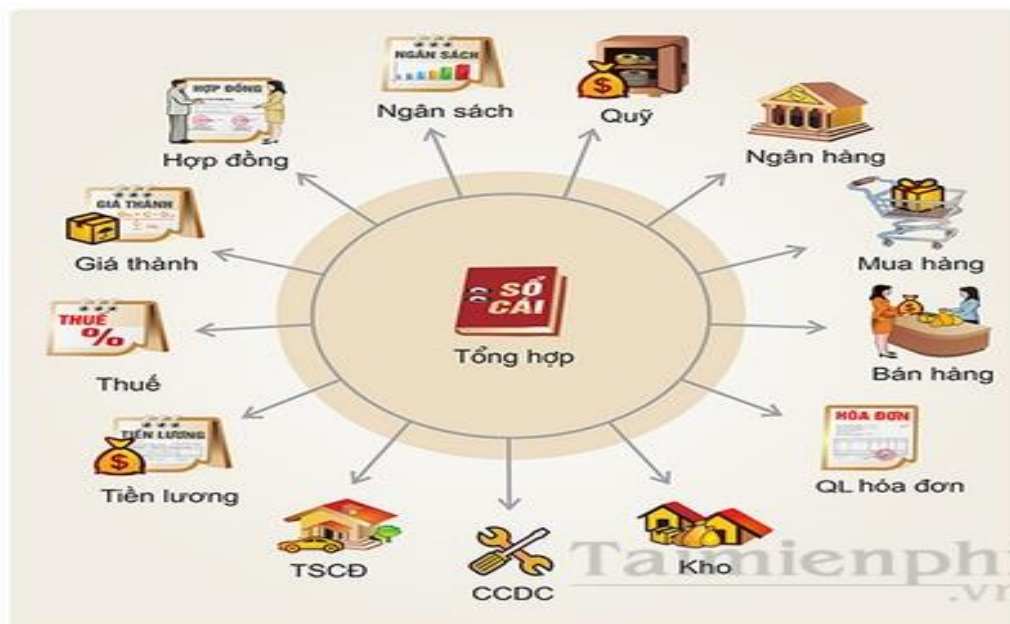 NGÂN SÁCH
Ngân sách
Quỹ
HỢP ĐỒNG
Hợp đồng
Ngân hàng
GIÁ THÀNH
Giá thành
Mua hàng
SỔ
CÁI
Tổng hợp
THUẾ
%
Thuế
Bán hàng
TIỀN LƯƠNG
Tiền lương
HÓA ĐƠN
QL hóa đơn
TSCĐ
CCDC
Kho
Taimienphi
.vn